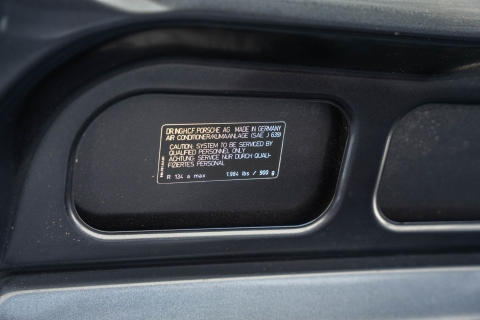 DR.ING.H.C.F. PORSCHE AG MADE IN GERMANY
AIR CONDITIONER/KLIMAANLAGE (SAE J 639)
CAUTION: SYSTEM TO BE SERVICED BY
QUALIFIED PERSONNEL ONLY
ACHTUNG: SERVICE NUR DURCH QUALI-
FIZIERTES PERSONAL
R 134 a max 1.984 lbs / 900 g